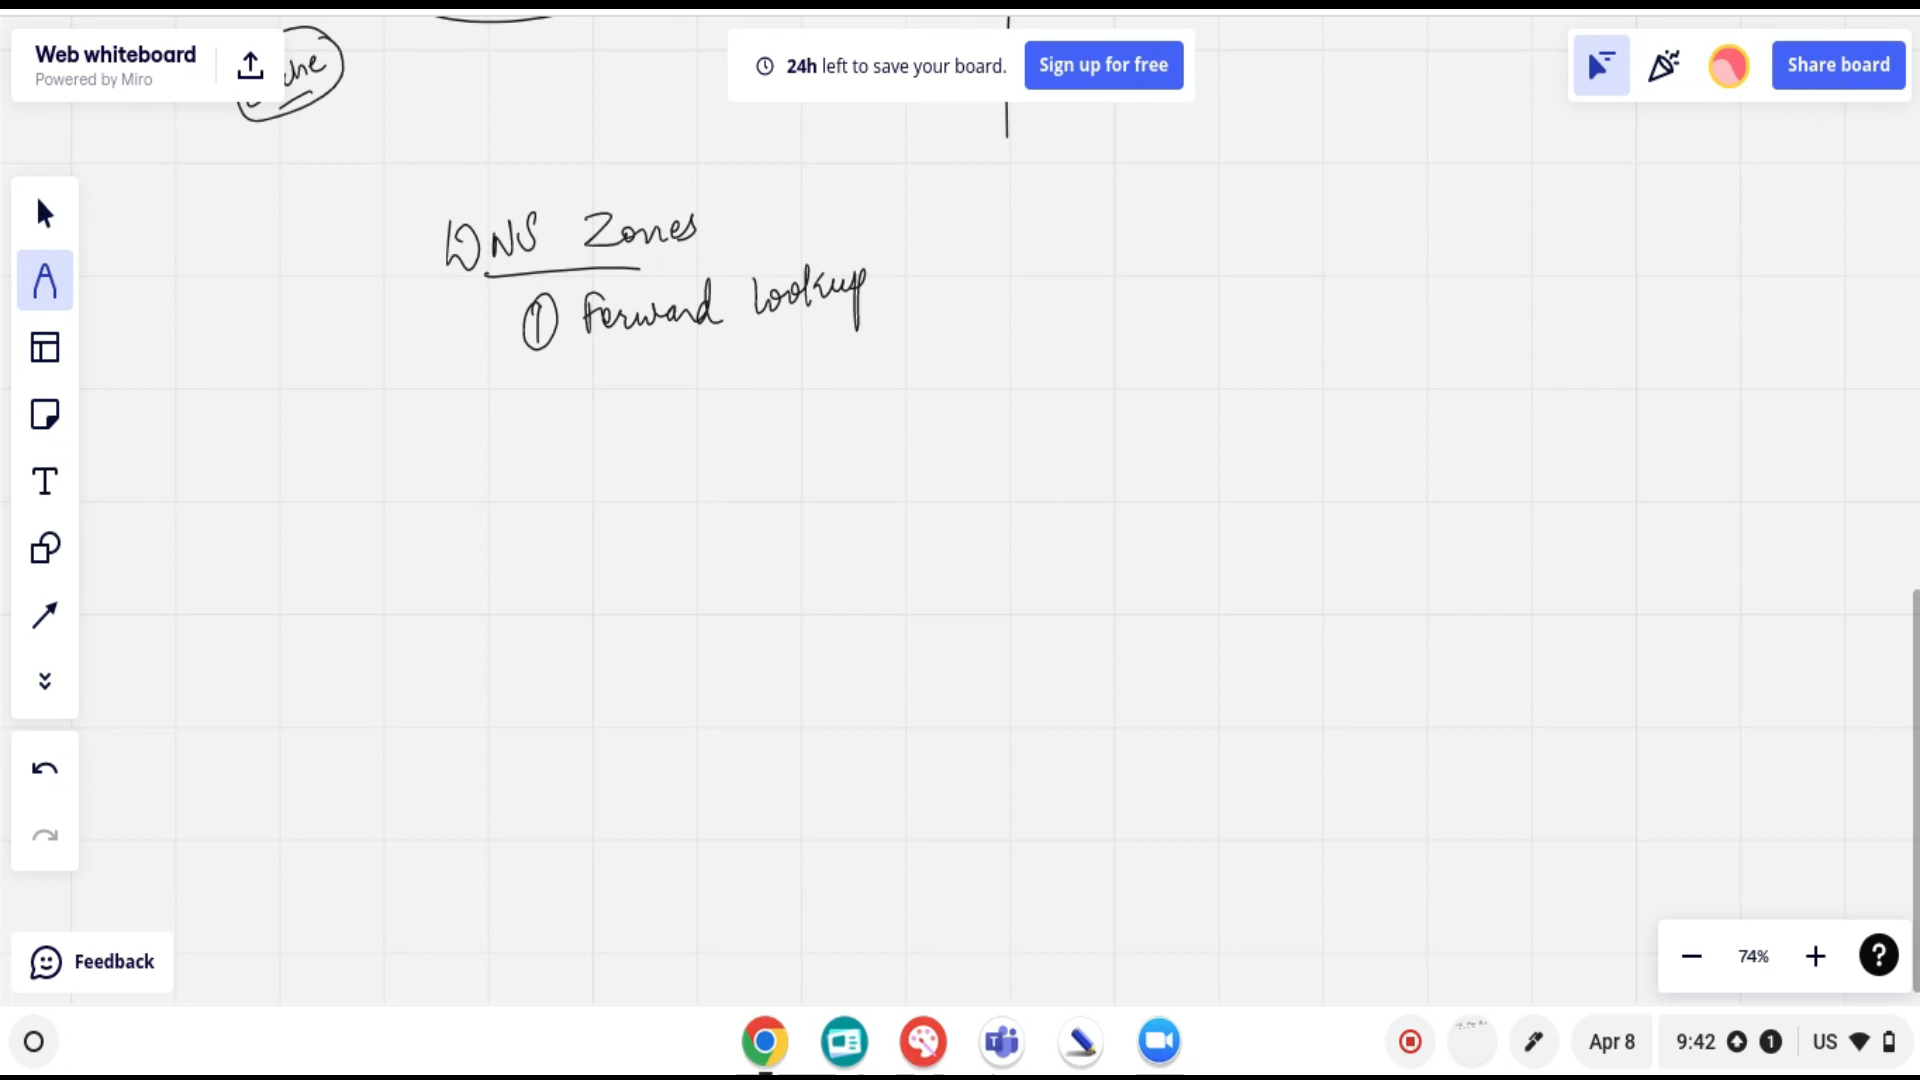 Web whiteboard
Powered by Miro
24h left to save your board.
Sign up for free
Share board
DNS Zones
① Forward lookup
Feedback
74%
Apr 8
9:42
1
US